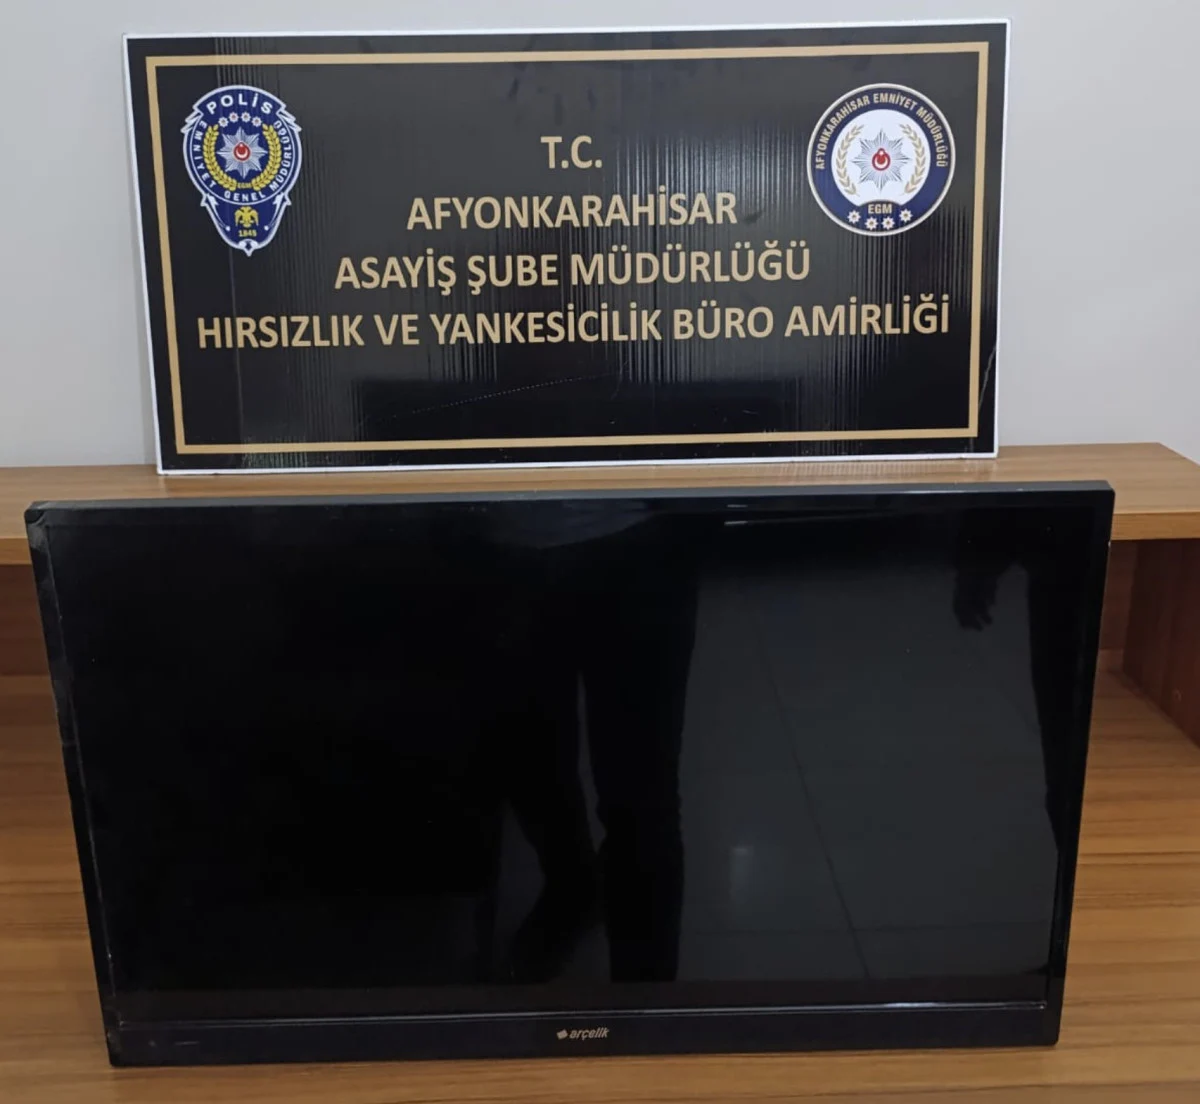 POLİS
EMNİYET GENEL MÜDÜRLÜĞÜ
EGM
1845
AFYONKARAHİSAR EMNİYET MÜDÜRLÜĞÜ
EGM
T.C.
AFYONKARAHİSAR
ASAYİŞ ŞUBE MÜDÜRLÜĞÜ
HIRSIZLIK VE YANKESİCİLİK BÜRO AMİRLİĞİ
arçelik